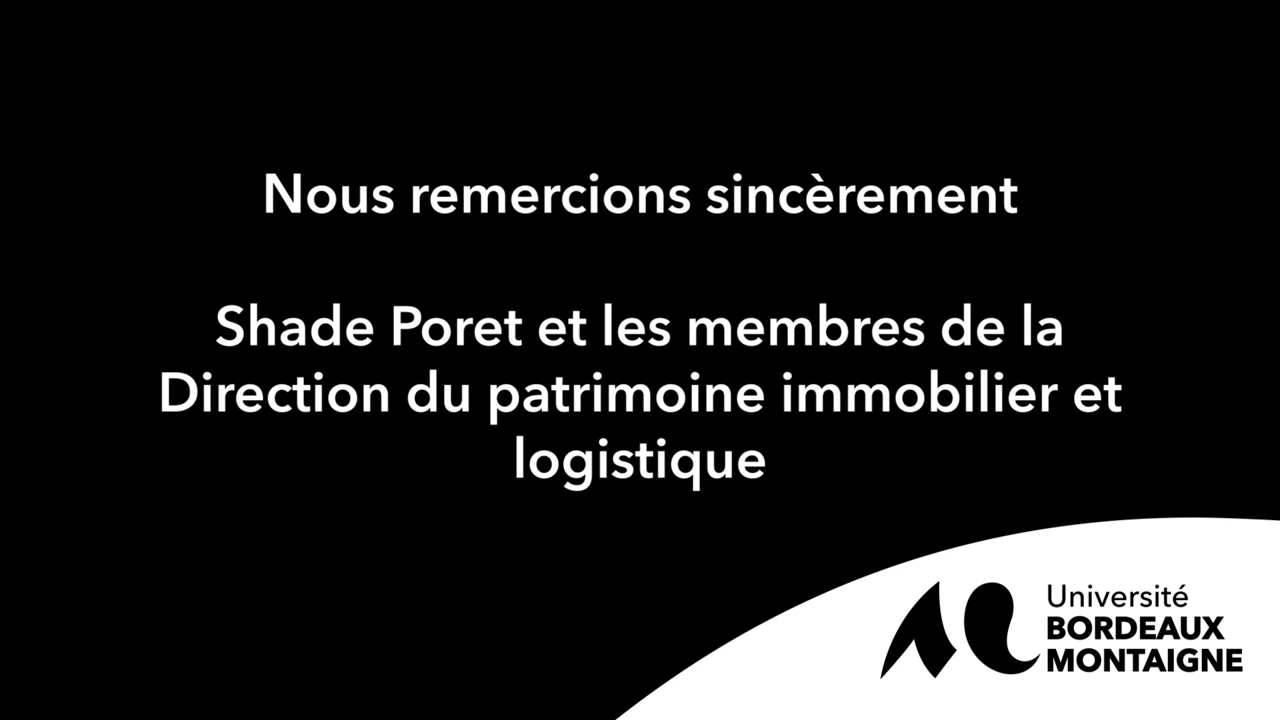 Nous remercions sincèrement
Shade Poret et les membres de la
Direction du patrimoine immobilier et
logistique
Université
BORDEAUX
MONTAIGNE